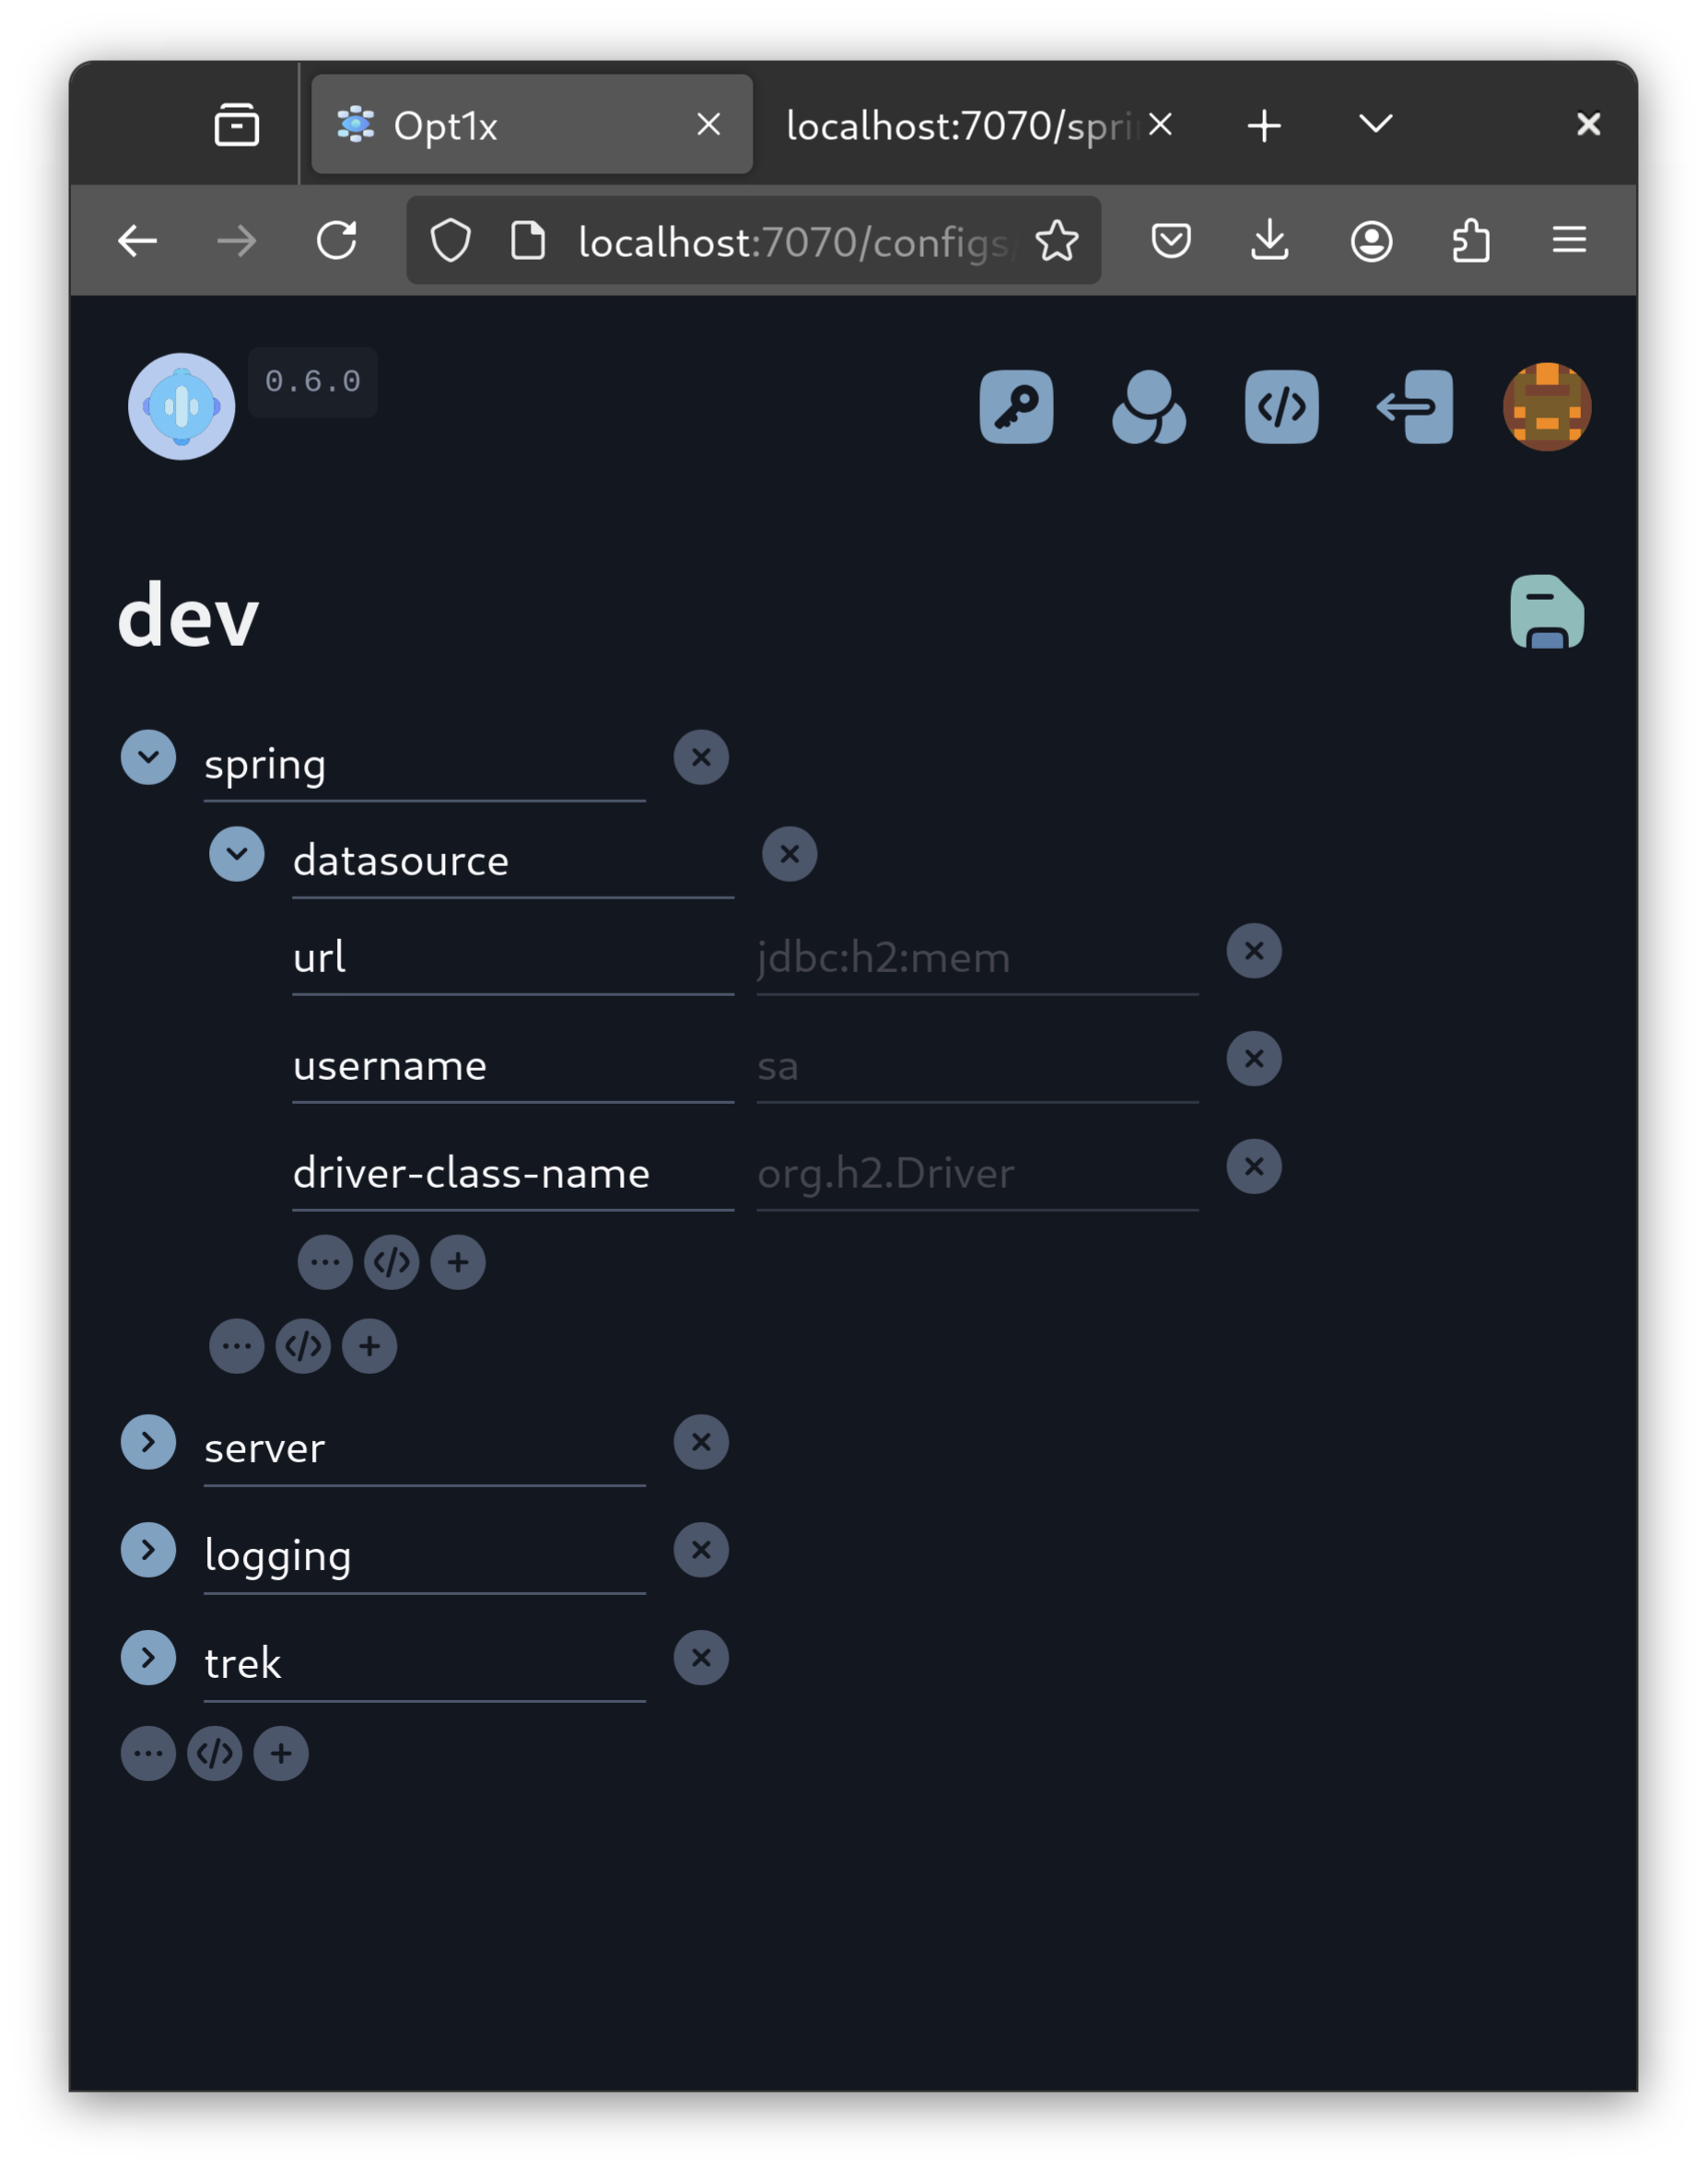 Opt1x
localhost:7070/spri
localhost:7070/configs/
0.6.0
dev
spring
datasource
url jdbc:h2:mem
username sa
driver-class-name org.h2.Driver
server
logging
trek